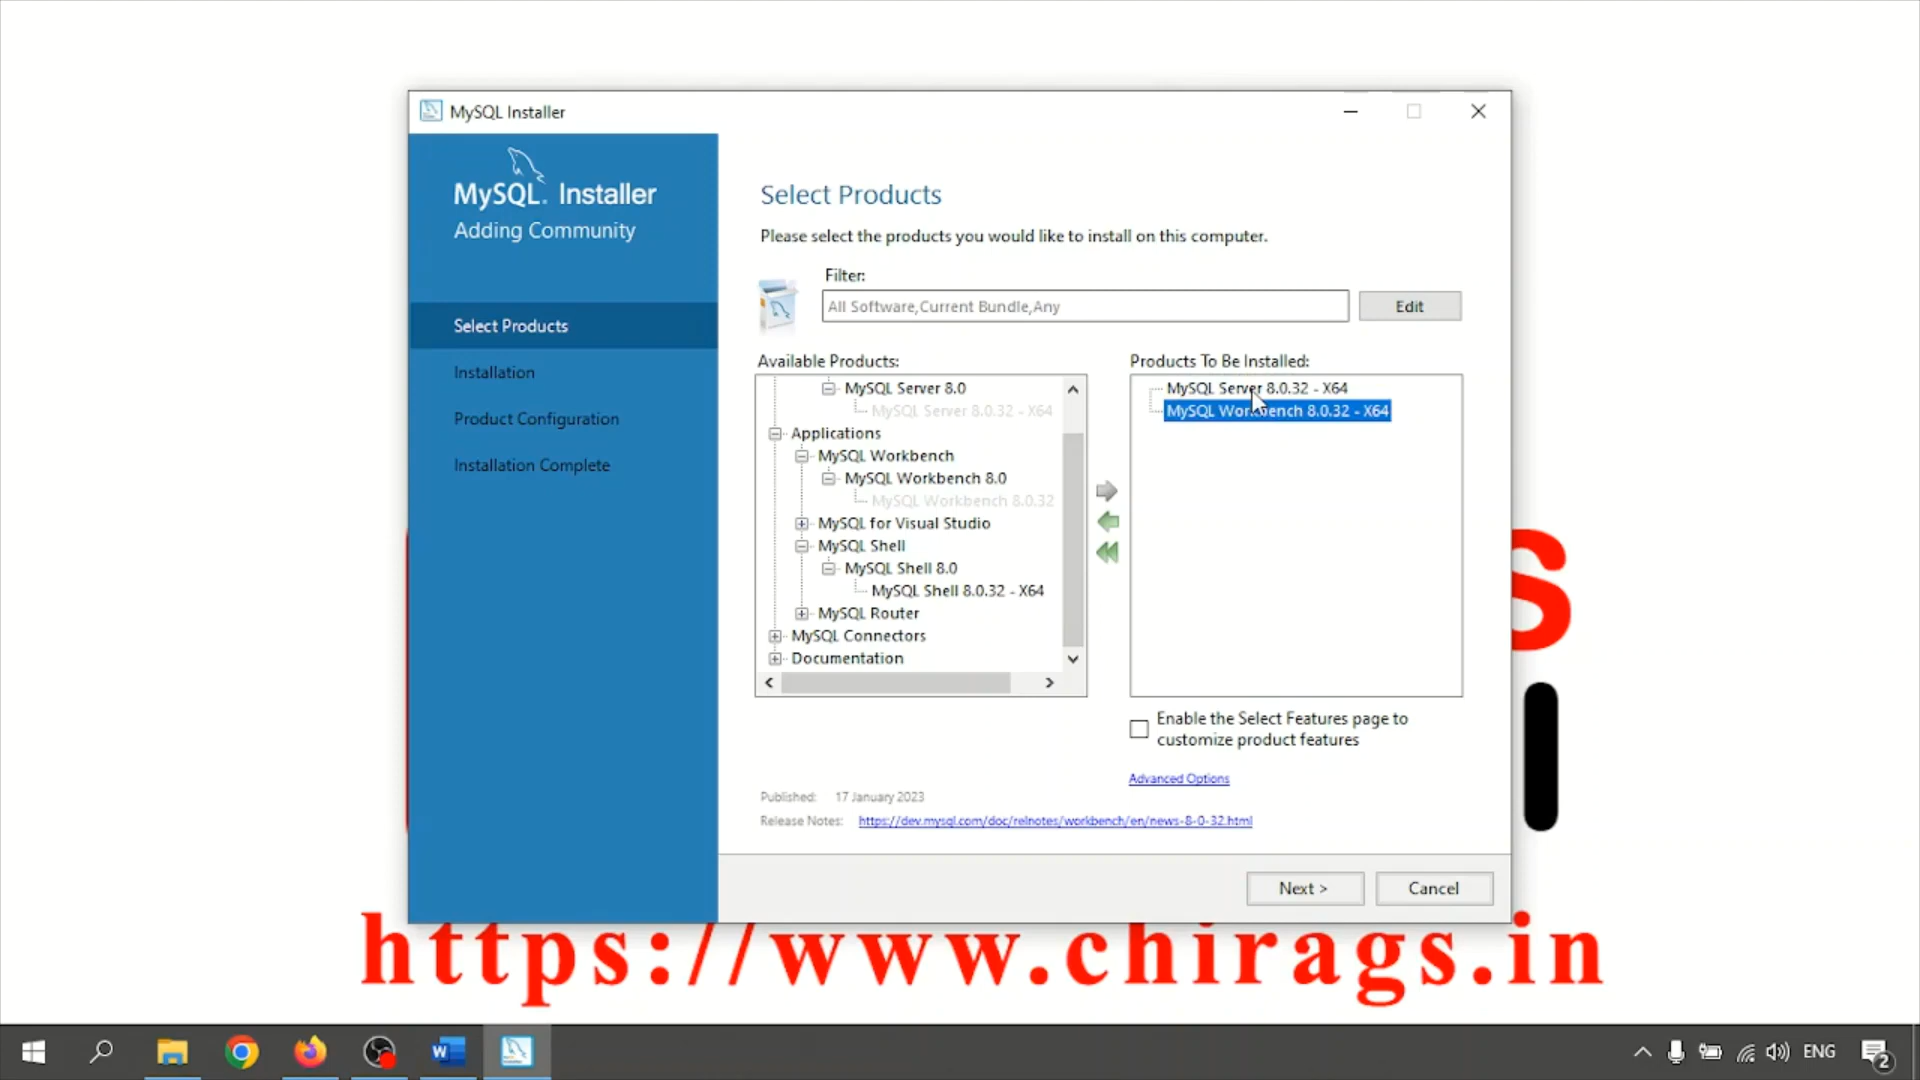 MySQL Installer
MySQL. Installer
Adding Community
Select Products
Installation
Product Configuration
Installation Complete
Select Products
Please select the products you would like to install on this computer.
Filter:
All Software,Current Bundle,Any
Edit
Available Products:
MySQL Server 8.0
MySQL Server 8.0.32 - X64
Applications
MySQL Workbench
MySQL Workbench 8.0
MySQL Workbench 8.0.32
MySQL for Visual Studio
MySQL Shell
MySQL Shell 8.0
MySQL Shell 8.0.32 - X64
MySQL Router
MySQL Connectors
Documentation
Products To Be Installed:
MySQL Server 8.0.32 - X64
MySQL Workbench 8.0.32 - X64
Enable the Select Features page to
customize product features
Advanced Options
Published: 17 January 2023
Release Notes: https://dev.mysql.com/doc/relnotes/workbench/en/news-8-0-32.html
Next >
Cancel
https://www.chirags.in
W
ENG
2